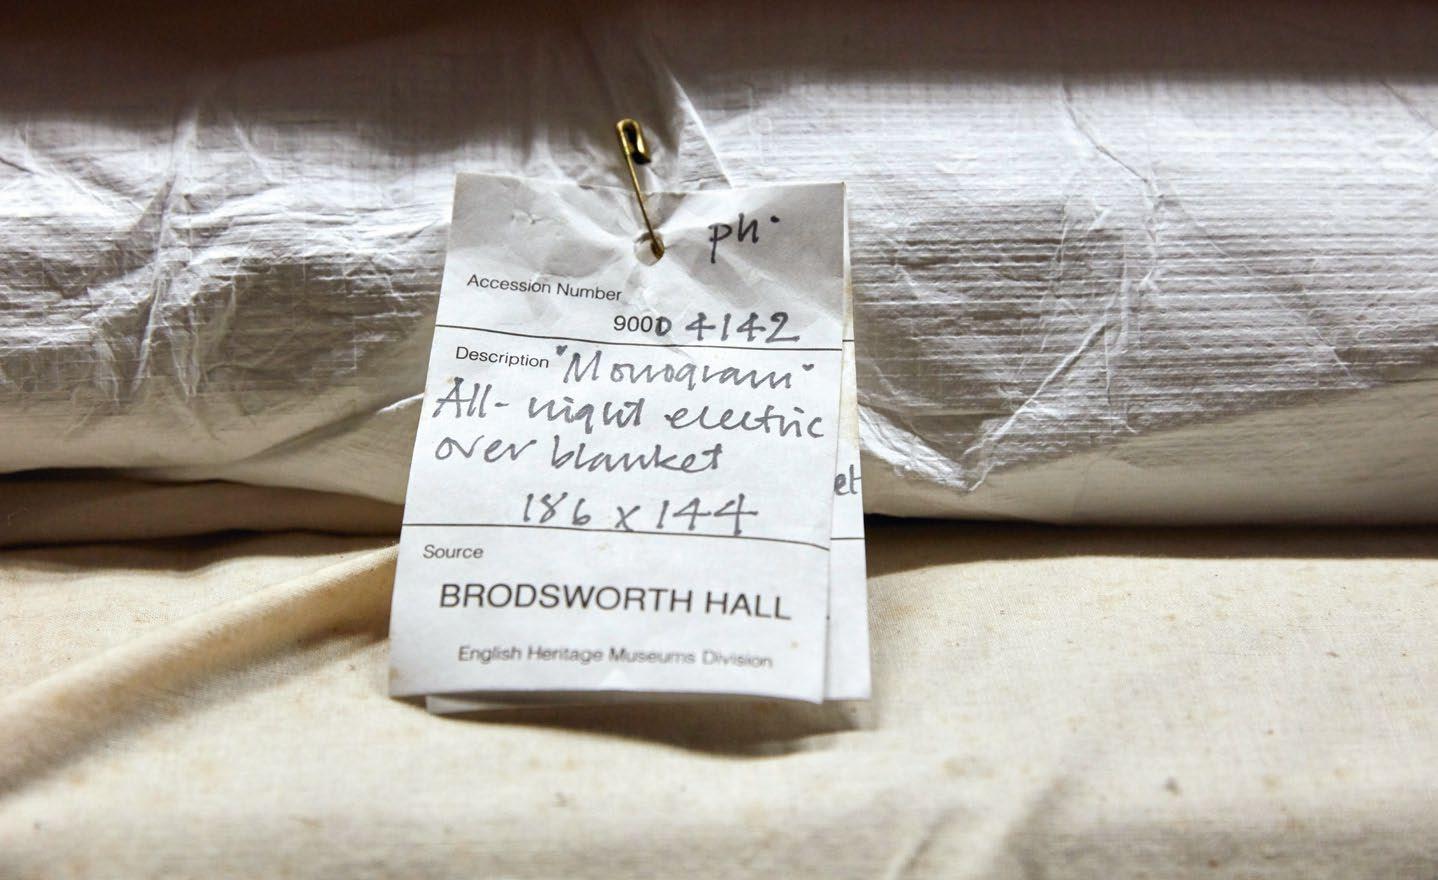 ph·
Accession Number
9000 4142
Description "Monogram"
All-night electric
over blanket
186 x 144
Source
BRODSWORTH HALL
English Heritage Museums Division
et